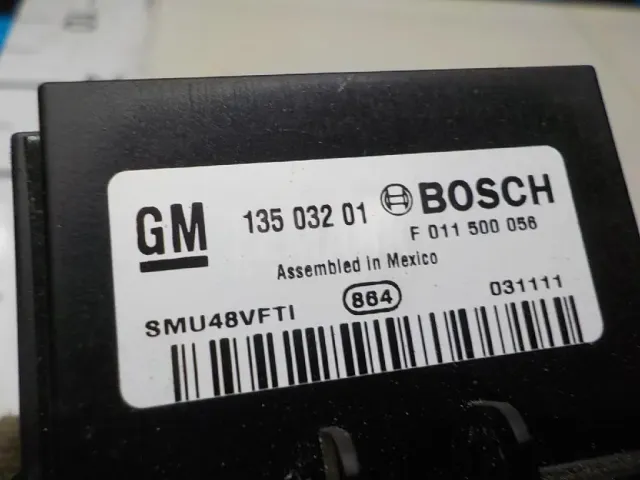 GM 135 032 01 BOSCH
F 011 500 056
Assembled in Mexico
SMU48VFTI 864 031111